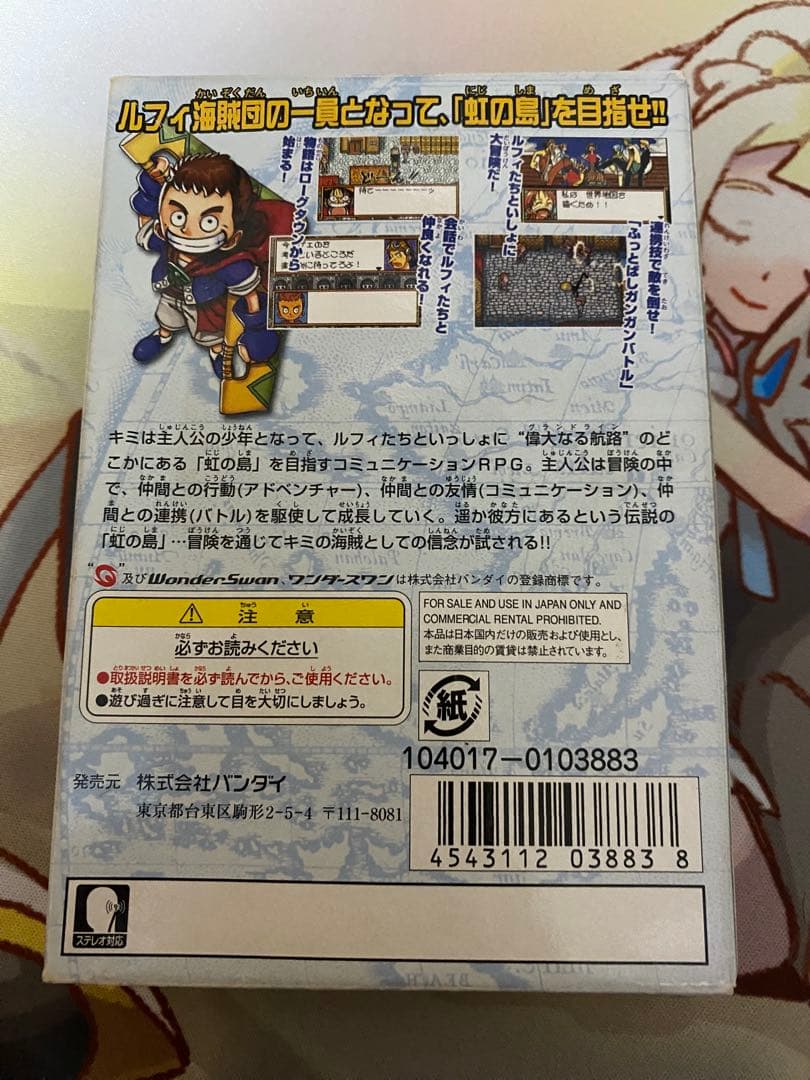 ルフィ海賊団の一員となって、「虹の島」を目指せ!!
物語はローグタウンから
始まる!
ルフィたちといっしょに
大冒険だ!
会話でルフィたちと
仲良くなれる!
連携技で敵を倒せ!
「ふっとばしガンガンバトル」
私は 世界地図を
描くため!!
キミは主人公の少年となって、ルフィたちといっしょに“偉大なる航路”のど
こかにある「虹の島」を目指すコミュニケーションRPG。主人公は冒険の中
で、仲間との行動(アドベンチャー)、仲間との友情(コミュニケーション)、仲
間との連携(バトル)を駆使して成長していく。遥か彼方にあるという伝説の
「虹の島」…冒険を通じてキミの海賊としての信念が試される!!
及びWonderSwan、ワンダースワンは株式会社バンダイの登録商標です。
注意
必ずお読みください
●取扱説明書を必ず読んでから、ご使用ください。
●遊び過ぎに注意して目を大切にしましょう。
FOR SALE AND USE IN JAPAN ONLY AND
COMMERCIAL RENTAL PROHIBITED.
本品は日本国内だけの販売および使用とし、
また商業目的の賃貸は禁止されています。
紙
104017-0103883
発売元 株式会社バンダイ
東京都台東区駒形2-5-4 〒111-8081
4543112 03883 8
ステレオ対応